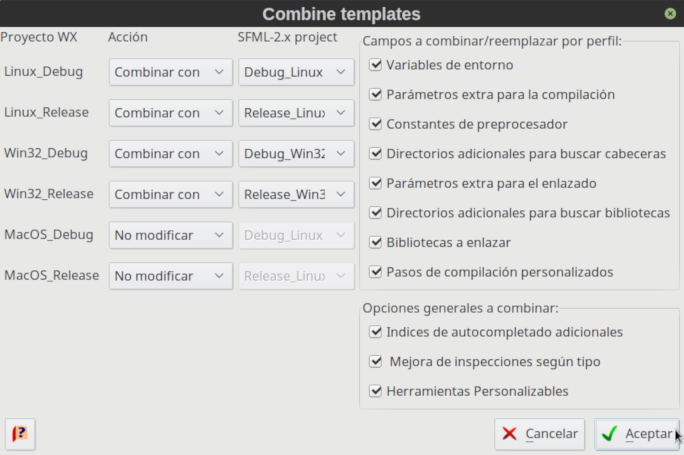 Combine templates
Proyecto WX Acción SFML-2.x project
Linux_Debug Combinar con Debug_Linux
Linux_Release Combinar con Release_Linux
Win32_Debug Combinar con Debug_Win32
Win32_Release Combinar con Release_Win3
MacOS_Debug No modificar Debug_Linux
MacOS_Release No modificar Release_Linux
Campos a combinar/reemplazar por perfil:
Variables de entorno
Parámetros extra para la compilación
Constantes de preprocesador
Directorios adicionales para buscar cabeceras
Parámetros extra para el enlazado
Directorios adicionales para buscar bibliotecas
Bibliotecas a enlazar
Pasos de compilación personalizados
Opciones generales a combinar:
Indices de autocompletado adicionales
Mejora de inspecciones según tipo
Herramientas Personalizables
Cancelar Aceptar